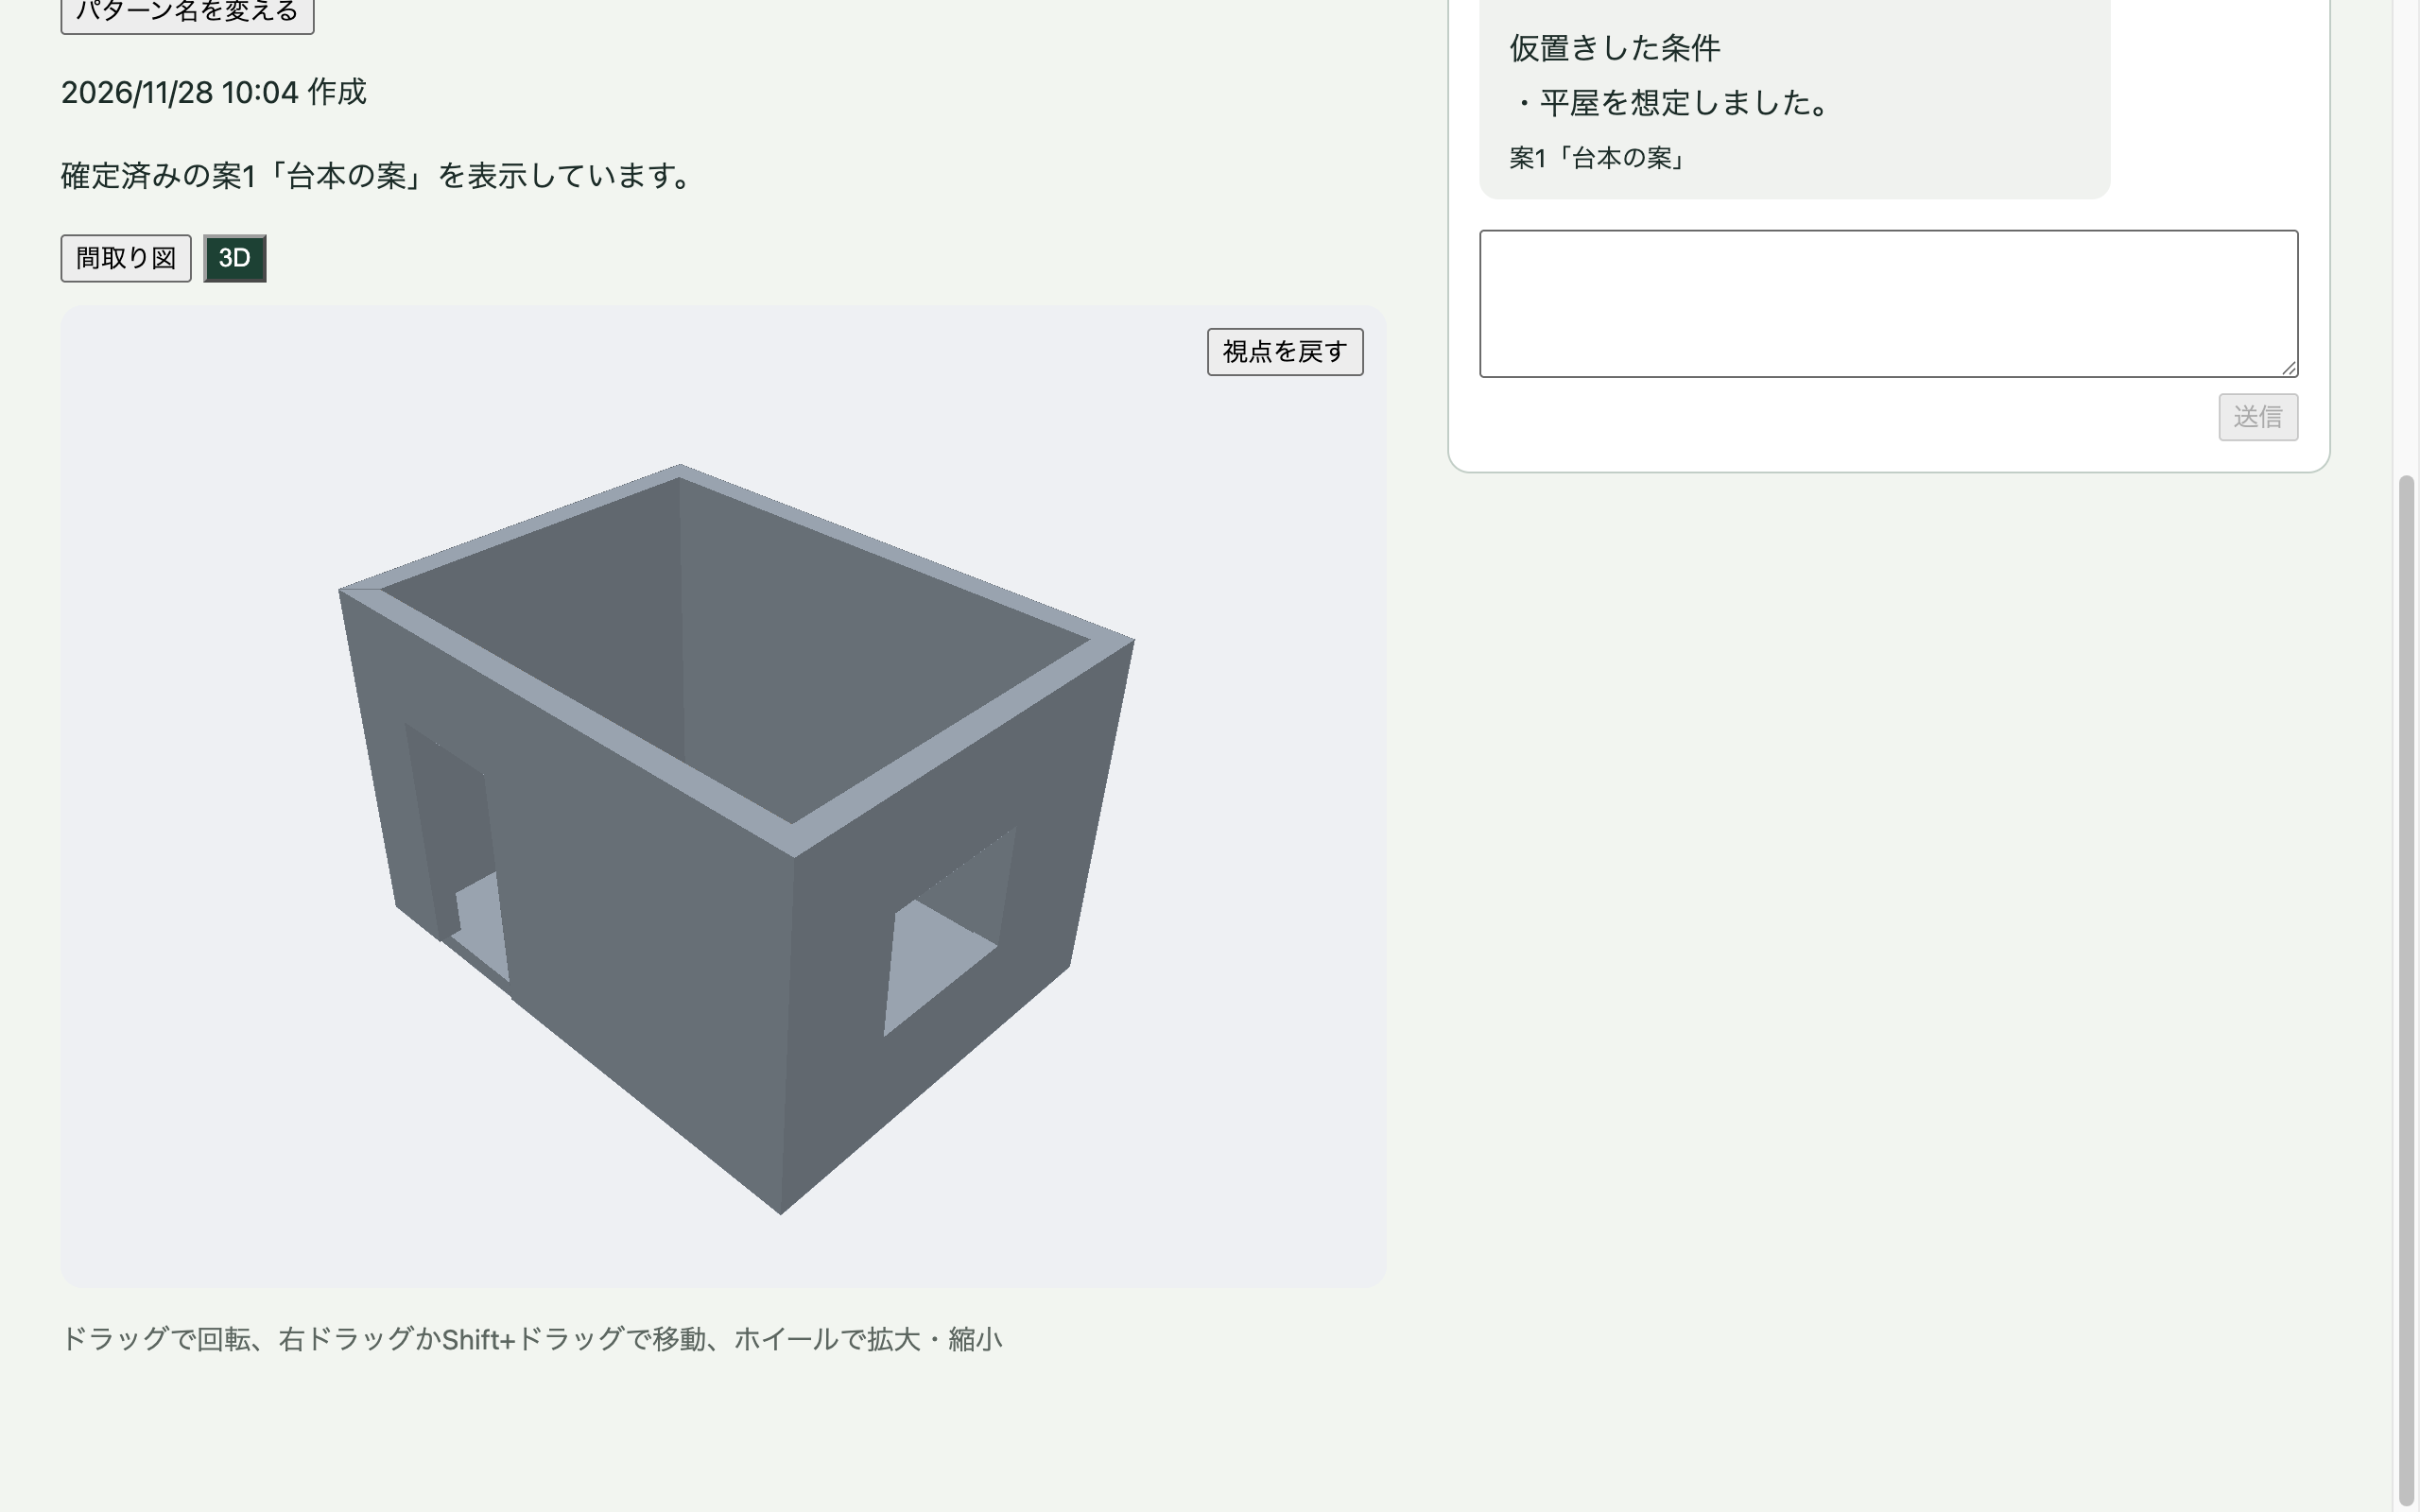 パターン名を変える
2026/11/28 10:04 作成
確定済みの案1「台本の案」を表示しています。
間取り図
3D
視点を戻す
ドラッグで回転、右ドラッグかShift+ドラッグで移動、ホイールで拡大・縮小
仮置きした条件
・平屋を想定しました。
案1「台本の案」
送信